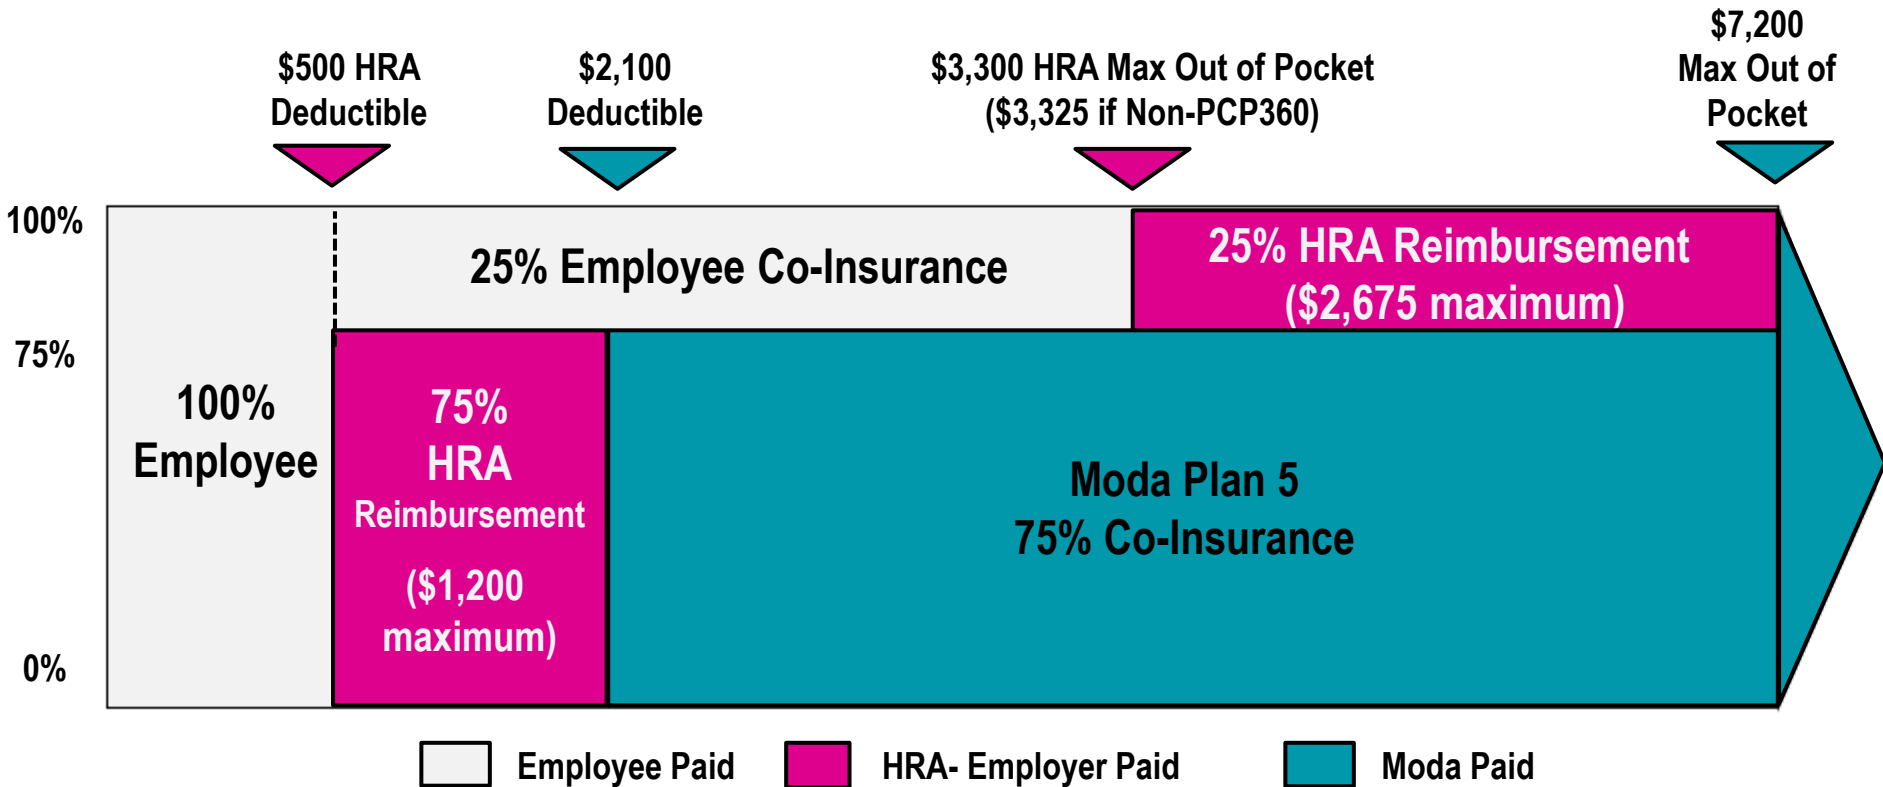 $500 HRA
Deductible
$2,100
Deductible
$3,300 HRA Max Out of Pocket
($3,325 if Non-PCP360)
$7,200
Max Out of
Pocket
100%
75%
0%
100%
Employee
25% Employee Co-Insurance
25% HRA Reimbursement
($2,675 maximum)
75%
HRA
Reimbursement
($1,200
maximum)
Moda Plan 5
75% Co-Insurance
Employee Paid
HRA- Employer Paid
Moda Paid